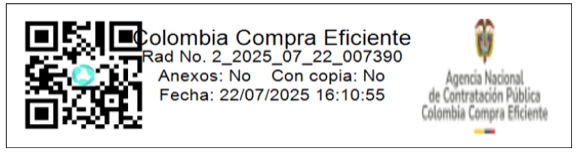 Colombia Compra Eficiente
Rad No. 2_2025_07_22_007390
Anexos: No Con copia: No
Fecha: 22/07/2025 16:10:55
Agencia Nacional
de Contratación Pública
Colombia Compra Eficiente